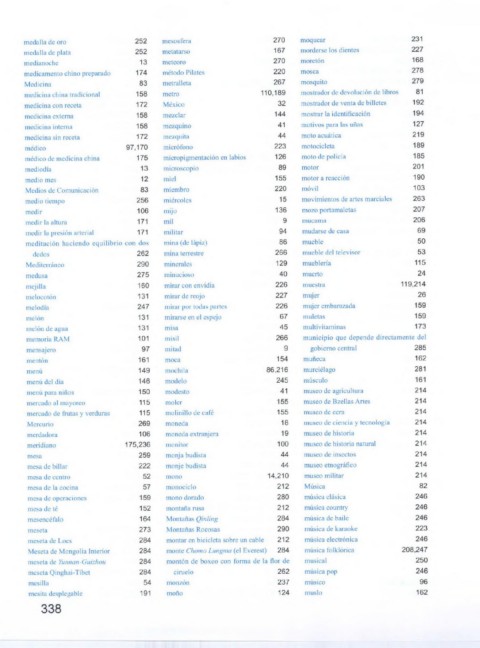 medalla de oro 252
medalla de plata 252
medianoche 13
medicamento chino preparado 174
Medicina 83
medicina china tradicional 158
medicina con receta 172
medicina externa 158
medicina interna 158
medicina sin receta 172
médico 97,170
médico de medicina china 175
mediodía 13
medio mes 12
Medios de Comunicación 83
medio tiempo 256
medir 106
medir la altura 171
medir la presión arterial 171
meditación haciendo equilibrio con dos
dedos 262
Mediterráneo 290
medusa 275
mejilla 160
melocotón 131
melodía 247
melón 131
melón de agua 131
memoria RAM 101
mensajero 97
mentón 161
menú 149
menú del día 148
menú para niños 150
mercado al mayoreo 115
mercado de frutas y verduras 115
Mercurio 269
merdadora 106
meridiano 175,236
mesa 259
mesa de billar 222
mesa de centro 52
mesa de la cocina 57
mesa de operaciones 159
mesa de té 152
mesencéfalo 164
meseta 273
meseta de Loes 284
Meseta de Mongolia Interior 284
meseta de Yunnan-Guizhou 284
meseta Qinghai-Tíbet 284
mesilla 54
mesita desplegable 191
mesosfera 270
metatarso 167
meteoro 270
método Pilates 220
metralleta 267
metro 110,189
México 32
mezclar 144
mezquino 41
mezquita 44
micrófono 223
micropigmentación en labios 126
microscopio 89
miel 155
miembro 220
miércoles 15
mijo 136
mil 9
militar 94
mina (de lápiz) 86
mina terrestre 266
minerales 129
minucioso 40
mirar con envidia 226
mirar de reojo 227
mirar por todas partes 226
mirarse en el espejo 67
misa 45
misil 266
mitad 9
moca 154
mochila 86,216
modelo 245
modesto 41
moler 155
molinillo de café 155
moneda 18
moneda extranjera 19
monitor 100
monja budista 44
monje budista 44
mono 14,210
monociclo 212
mono dorado 280
montaña rusa 212
Montañas Qinling 284
Montañas Rocosas 290
montar en bicicleta sobre un cable 212
monte Chomo Lungma (el Everest) 284
montón de bosson con forma de la flor de
ciruelo 262
monzón 237
moño 124
moquear 231
morderse los dientes 227
morrión 168
mosca 278
mosquito 279
mostrador de devolución de libros 81
mostrador de venta de billetes 192
mostrar la identificación 194
motivos para las uñas 127
moto acuática 219
motocicleta 189
moto de policía 185
motor 201
motor a reacción 190
móvil 103
movimientos de artes marciales 263
mozo portamaletas 207
mucosa 206
mudarse de casa 69
mueble 50
mueble del televisor 53
mueblería 115
muerto 24
muestra 119,214
mujer 26
mujer embarazada 159
muletas 159
multivitaminas 173
municipio que depende directamente del
gobierno central 285
muñeca 162
murciélago 281
músculo 161
museo de agricultura 214
museo de Bellas Artes 214
museo de cera 214
museo de ciencia y tecnología 214
museo de historia 214
museo de historia natural 214
museo de insectos 214
museo etnográfico 214
museo militar 214
Música 82
música clásica 246
música country 246
música de baile 246
música de karaoke 223
música electrónica 246
música folklórica 208,247
musical 250
música pop 246
músico 96
muslo 162
338